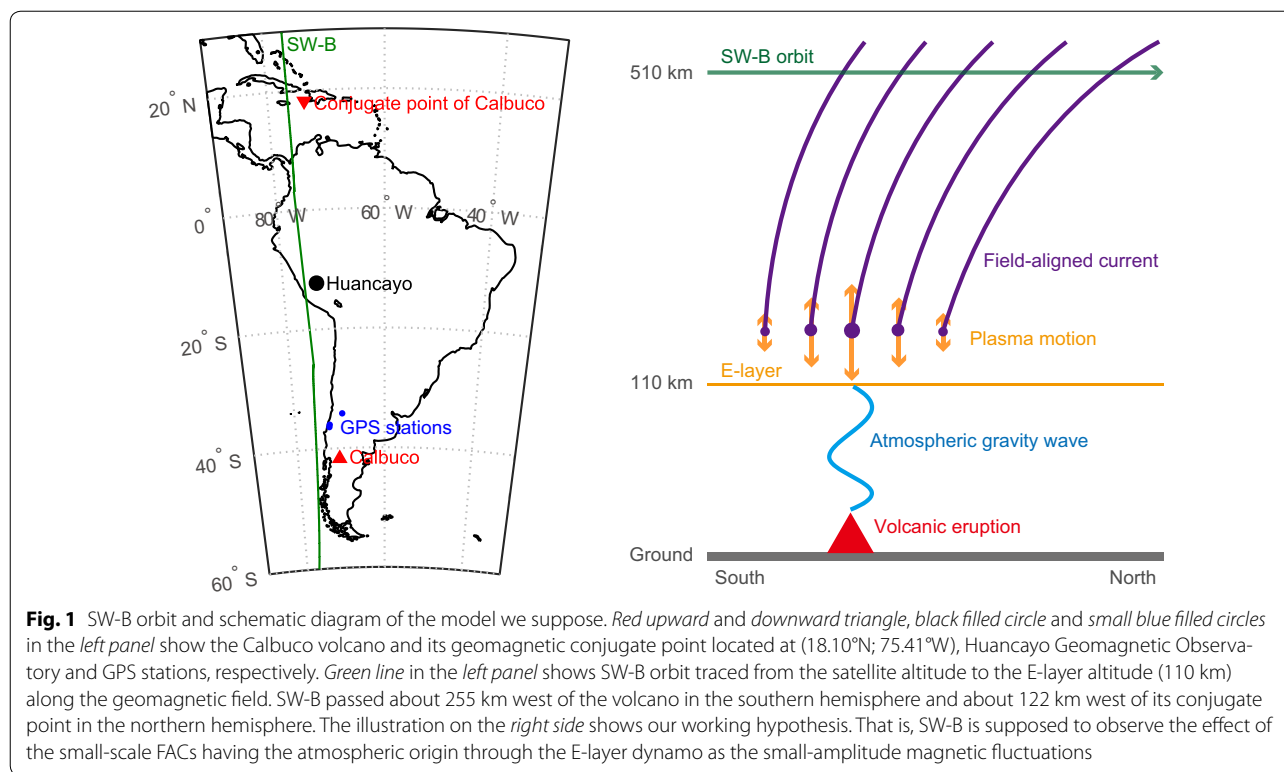 SW-B
20° N
Conjugate point of Calbuco
0°
80° W
60° W
40° W
Huancayo
20° S
GPS stations
40° S
Calbuco
60° S
SW-B orbit
510 km
Field-aligned current
Plasma motion
E-layer
110 km
Atmospheric gravity wave
Volcanic eruption
Ground
South
North
Fig. 1 SW-B orbit and schematic diagram of the model we suppose. Red upward and downward triangle, black filled circle and small blue filled circles
in the left panel show the Calbuco volcano and its geomagnetic conjugate point located at (18.10°N; 75.41°W), Huancayo Geomagnetic Observa-
tory and GPS stations, respectively. Green line in the left panel shows SW-B orbit traced from the satellite altitude to the E-layer altitude (110 km)
along the geomagnetic field. SW-B passed about 255 km west of the volcano in the southern hemisphere and about 122 km west of its conjugate
point in the northern hemisphere. The illustration on the right side shows our working hypothesis. That is, SW-B is supposed to observe the effect of
the small-scale FACs having the atmospheric origin through the E-layer dynamo as the small-amplitude magnetic fluctuations